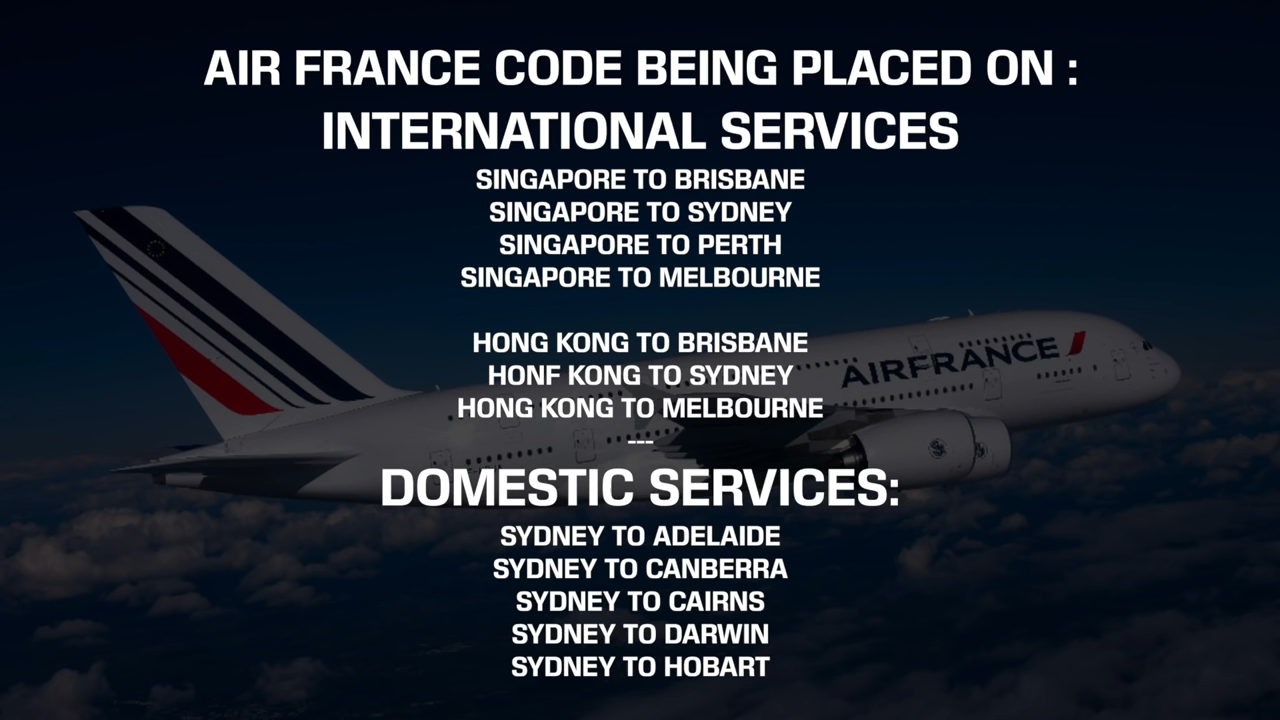 AIR FRANCE CODE BEING PLACED ON :
INTERNATIONAL SERVICES
SINGAPORE TO BRISBANE
SINGAPORE TO SYDNEY
SINGAPORE TO PERTH
SINGAPORE TO MELBOURNE
HONG KONG TO BRISBANE
HONF KONG TO SYDNEY
HONG KONG TO MELBOURNE
---
AIRFRANCE
DOMESTIC SERVICES:
SYDNEY TO ADELAIDE
SYDNEY TO CANBERRA
SYDNEY TO CAIRNS
SYDNEY TO DARWIN
SYDNEY TO HOBART